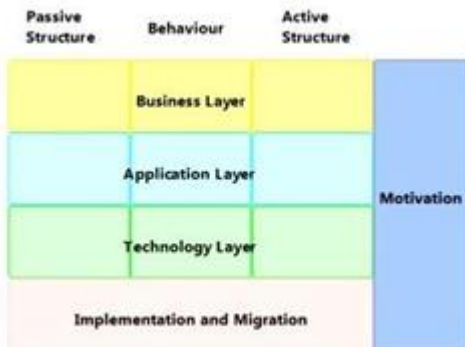 Passive
Structure
Behaviour
Active
Structure
Business Layer
Application Layer
Motivation
Technology Layer
Implementation and Migration